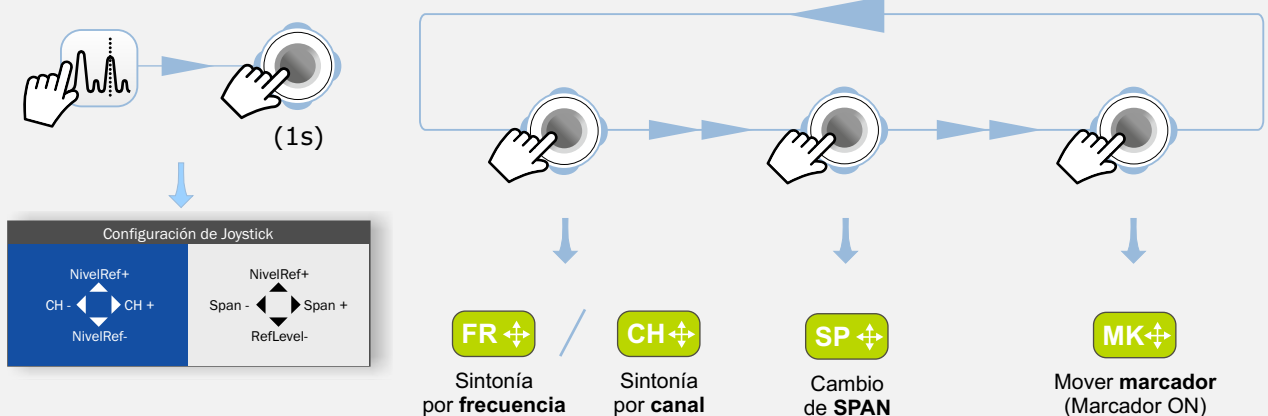 (1s)
Configuración de Joystick
NivelRef+
CH -
CH +
NivelRef-
NivelRef+
Span -
Span +
RefLevel-
FR
CH
SP
MK
Sintonía
por frecuencia
Sintonía
por canal
Cambio
de SPAN
Mover marcador
(Marcador ON)